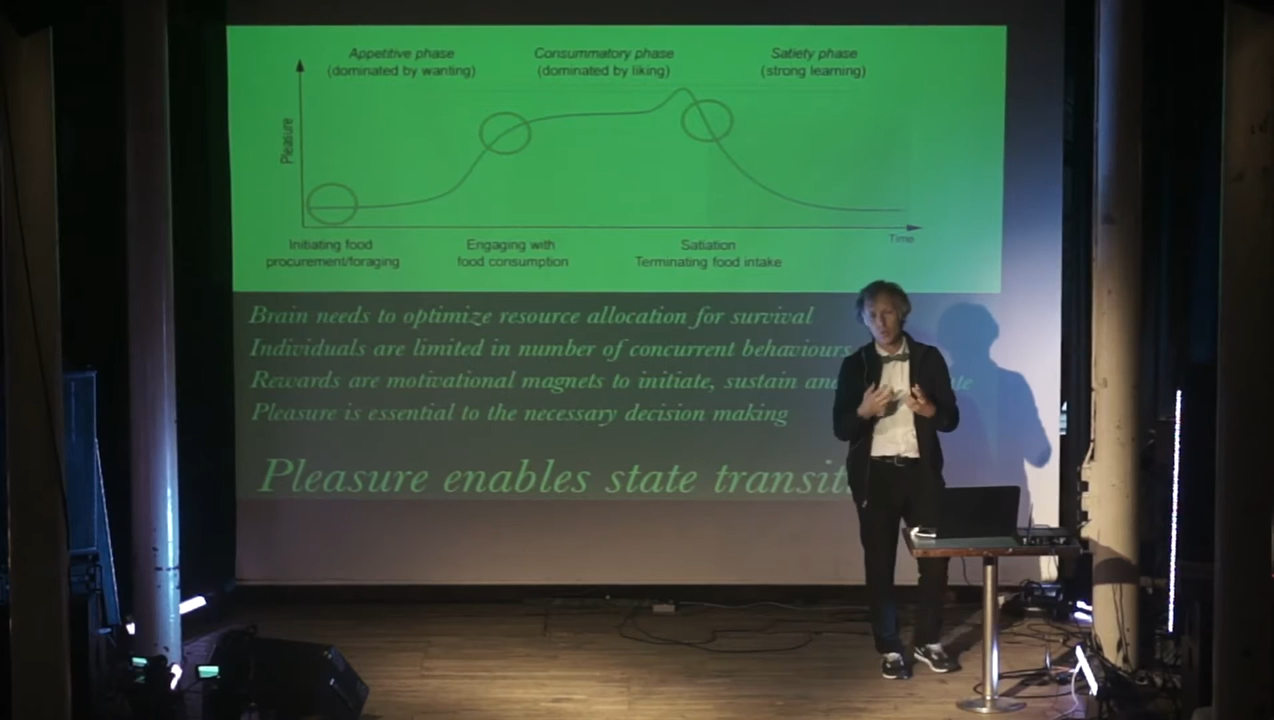 Appetitive phase
(dominated by wanting)
Consummatory phase
(dominated by liking)
Satiety phase
(strong learning)
Pleasure
Time
Initiating food
procurement/foraging
Engaging with
food consumption
Satiation
Terminating food intake
Brain needs to optimize resource allocation for survival
Individuals are limited in number of concurrent behaviours
Rewards are motivational magnets to initiate, sustain and
Pleasure is essential to the necessary decision making
Pleasure enables state transit